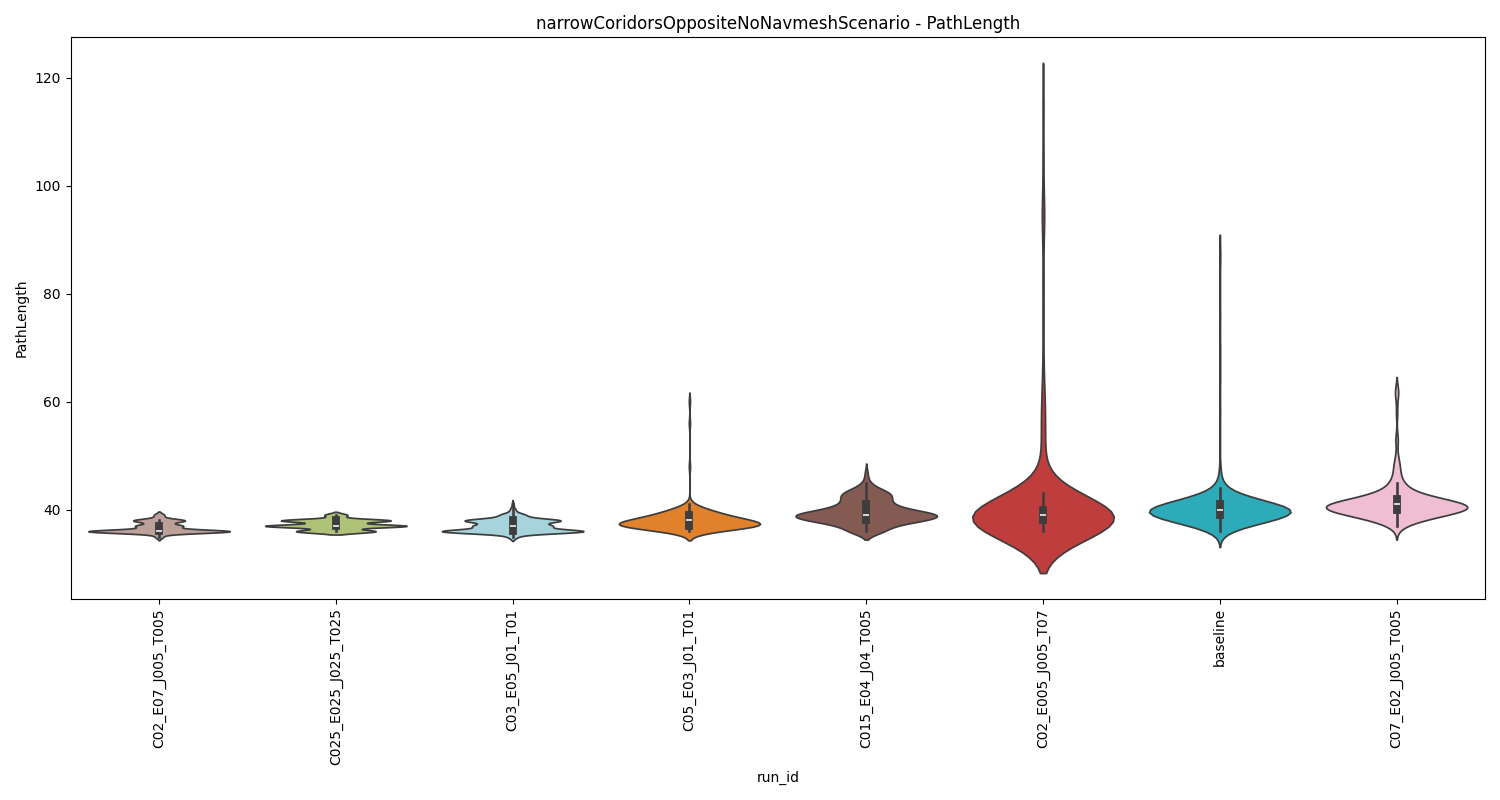 narrowCoridorsOppositeNoNavmeshScenario - PathLength
PathLength
120
100
80
60
40
C02_E07_J005_T005
C025_E025_J025_T025
C03_E05_J01_T01
C05_E03_J01_T01
C015_E04_J04_T005
C02_E005_J005_T07
baseline
C07_E02_J005_T005
run_id